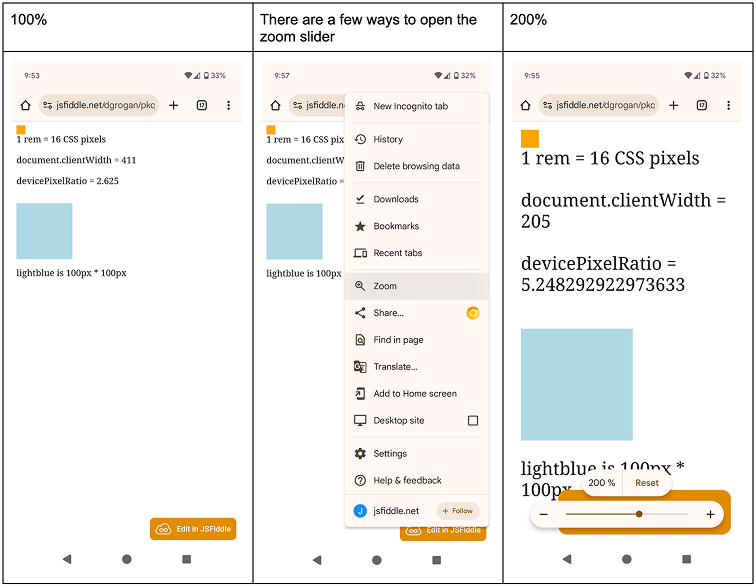 100%
There are a few ways to open the
zoom slider
200%
9:53
33%
jsfiddle.net/dgrogan/pkq
17
1 rem = 16 CSS pixels
document.clientWidth = 411
devicePixelRatio = 2.625
lightblue is 100px * 100px
Edit in JSFiddle
9:57
32%
jsfiddle.ne
1 rem = 16 CSS pix
document.clientW
devicePixelRatio =
lightblue is 100px
New Incognito tab
History
Delete browsing data
Downloads
Bookmarks
Recent tabs
Zoom
Share...
Find in page
Translate...
Add to Home screen
Desktop site
Settings
Help & feedback
J
jsfiddle.net
+ Follow
Edit in JSFiddle
9:55
32%
jsfiddle.net/dgrogan/pkq
17
1 rem = 16 CSS pixels
document.clientWidth =
205
devicePixelRatio =
5.248292922973633
lightblue is 100px *
100px
200 %
Reset